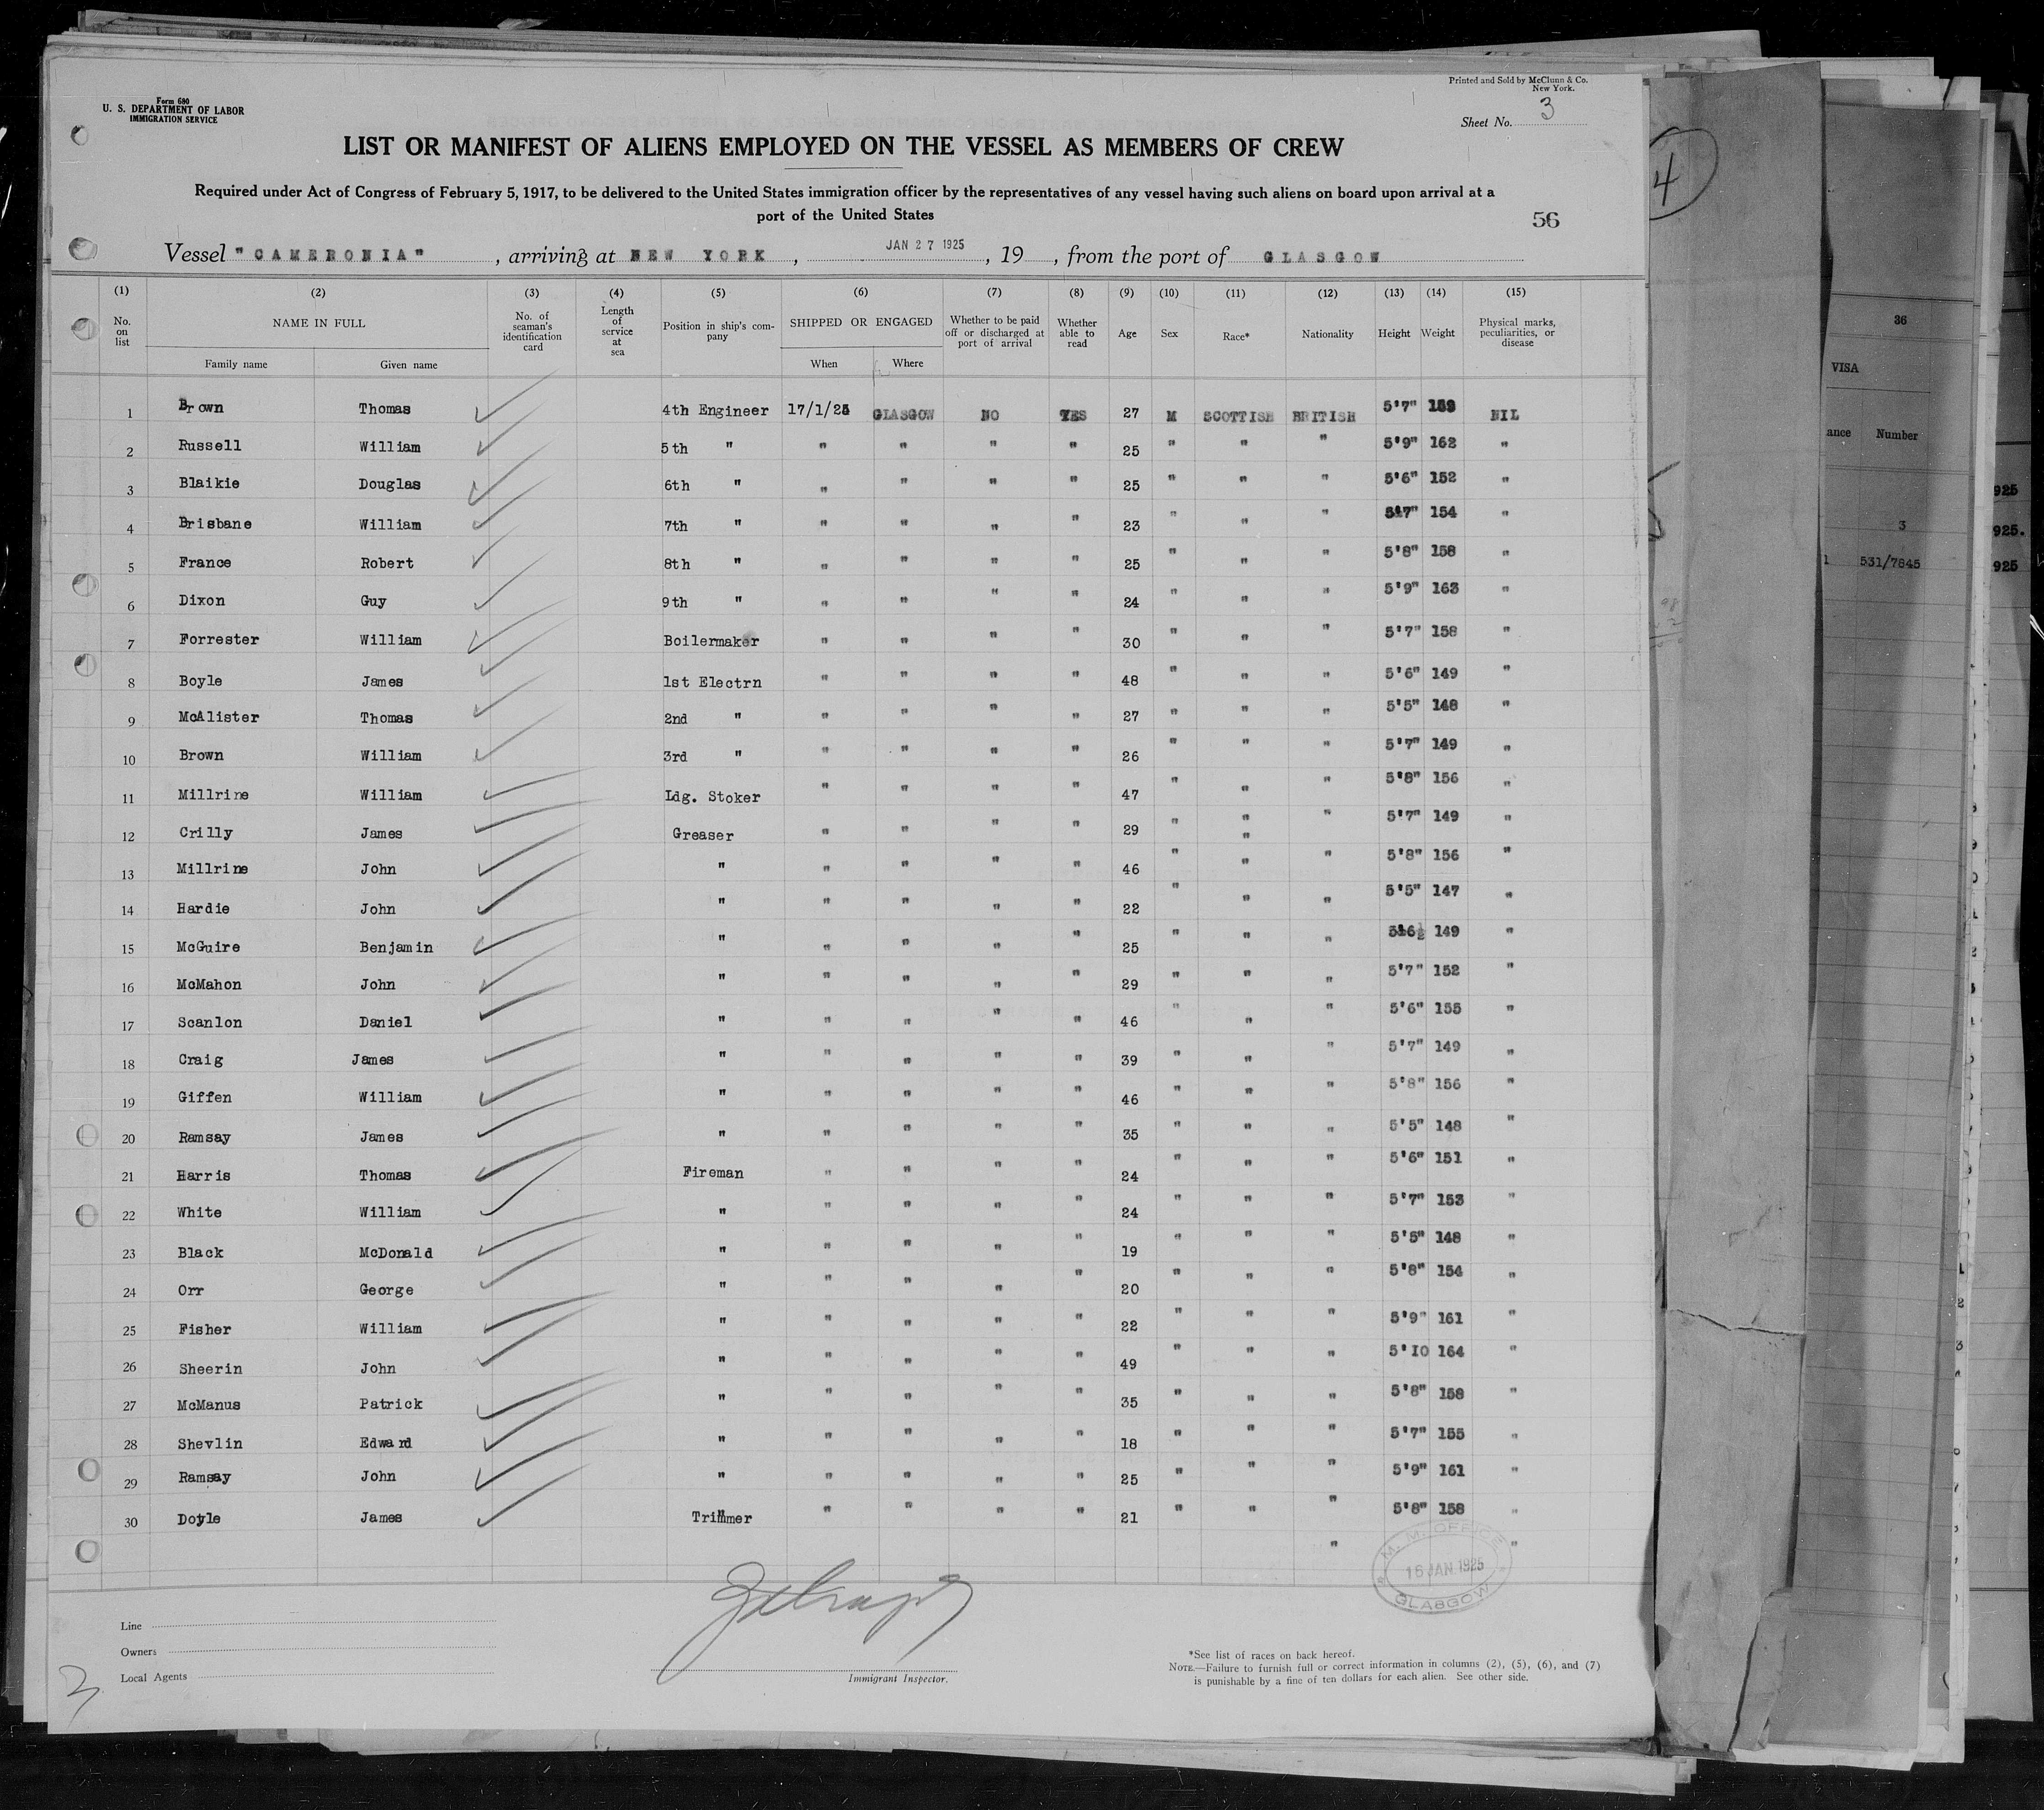 Form 680
U. S. DEPARTMENT OF LABOR
IMMIGRATION SERVICE
Printed and Sold by McClunn & Co.
New York.
Sheet No. 3
LIST OR MANIFEST OF ALIENS EMPLOYED ON THE VESSEL AS MEMBERS OF CREW
Required under Act of Congress of February 5, 1917, to be delivered to the United States immigration officer by the representatives of any vessel having such aliens on board upon arrival at a
port of the United States
56
Vessel "CAMERONIA", arriving at NEW YORK, JAN 27 1925, 19 , from the port of GLASGOW
(1) (2) (3) (4) (5) (6) (7) (8) (9) (10) (11) (12) (13) (14) (15)
No. on list NAME IN FULL No. of seaman's identification card Length of service at sea Position in ship's company SHIPPED OR ENGAGED Whether to be paid off or discharged at port of arrival Whether able to read Age Sex Race* Nationality Height Weight Physical marks, peculiarities, or disease
Family name Given name When Where
1 Brown Thomas 4th Engineer 17/1/25 GLASGOW NO YES 27 M SCOTTISH BRITISH 5'7" 159 NIL
2 Russell William 5th " " " " " 25 " " " 5'9" 162 "
3 Blaikie Douglas 6th " " " " " 25 " " " 5'6" 152 "
4 Brisbane William 7th " " " " " 23 " " " 5'7" 154 "
5 France Robert 8th " " " " " 25 " " " 5'8" 158 "
6 Dixon Guy 9th " " " " " 24 " " " 5'9" 163 "
7 Forrester William Boilermaker " " " " 30 " " " 5'7" 158 "
8 Boyle James 1st Electrn " " " " 48 " " " 5'6" 149 "
9 McAlister Thomas 2nd " " " " " 27 " " " 5'5" 148 "
10 Brown William 3rd " " " " " 26 " " " 5'7" 149 "
11 Millrine William Ldg. Stoker " " " " 47 " " " 5'8" 156 "
12 Crilly James Greaser " " " " 29 " " " 5'7" 149 "
13 Millrine John " " " " " 46 " " " 5'8" 156 "
14 Hardie John " " " " " 22 " " " 5'5" 147 "
15 McGuire Benjamin " " " " " 25 " " " 5'6½ 149 "
16 McMahon John " " " " " 29 " " " 5'7" 152 "
17 Scanlon Daniel " " " " " 46 " " " 5'6" 155 "
18 Craig James " " " " " 39 " " " 5'7" 149 "
19 Giffen William " " " " " 46 " " " 5'8" 156 "
20 Ramsay James " " " " " 35 " " " 5'5" 148 "
21 Harris Thomas Fireman " " " " 24 " " " 5'6" 151 "
22 White William " " " " " 24 " " " 5'7" 153 "
23 Black McDonald " " " " " 19 " " " 5'5" 148 "
24 Orr George " " " " " 20 " " " 5'8" 154 "
25 Fisher William " " " " " 22 " " " 5'9" 161 "
26 Sheerin John " " " " " 49 " " " 5'10 164 "
27 McManus Patrick " " " " " 35 " " " 5'8" 158 "
28 Shevlin Edward " " " " " 18 " " " 5'7" 155 "
29 Ramsay John " " " " " 25 " " " 5'9" 161 "
30 Doyle James Trimmer " " " " 21 " " " 5'8" 158 "
" "
M. M. OFFICE
16 JAN 1925
GLASGOW
Line
Owners
Local Agents
Immigrant Inspector.
*See list of races on back hereof.
NOTE.—Failure to furnish full or correct information in columns (2), (5), (6), and (7)
is punishable by a fine of ten dollars for each alien. See other side.
3
4
36
VISA
ance Number
925
3
925.
1 531/7845
925